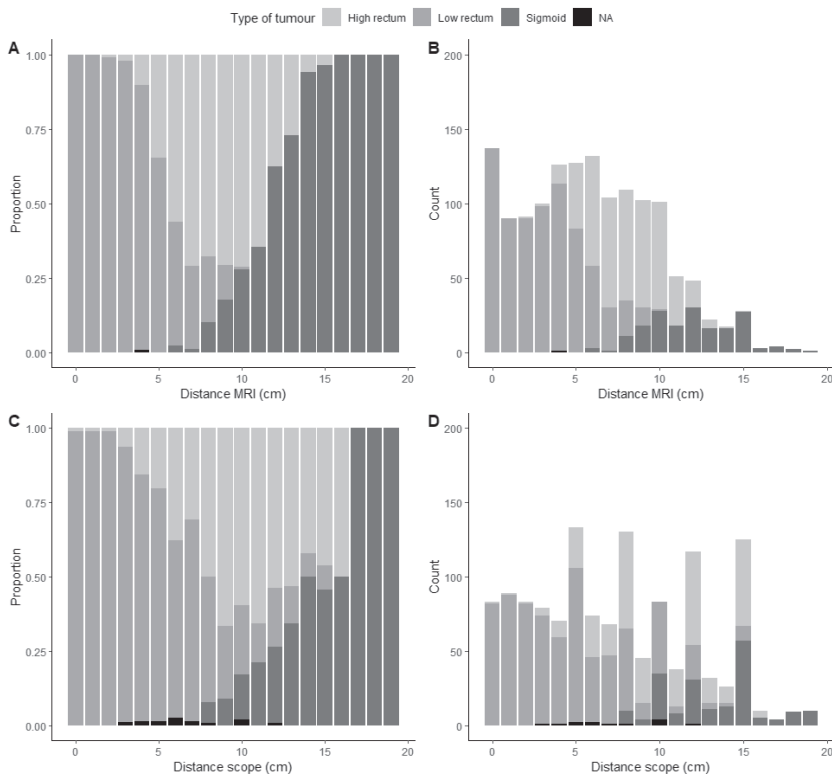 Type of tumour High rectum Low rectum Sigmoid NA
A
1.00
0.75
0.50
0.25
0.00
Proportion
0 5 10 15 20
Distance MRI (cm)
B
200
150
100
50
0
Count
0 5 10 15 20
Distance MRI (cm)
C
1.00
0.75
0.50
0.25
0.00
Proportion
0 5 10 15 20
Distance scope (cm)
D
200
150
100
50
0
Count
0 5 10 15 20
Distance scope (cm)